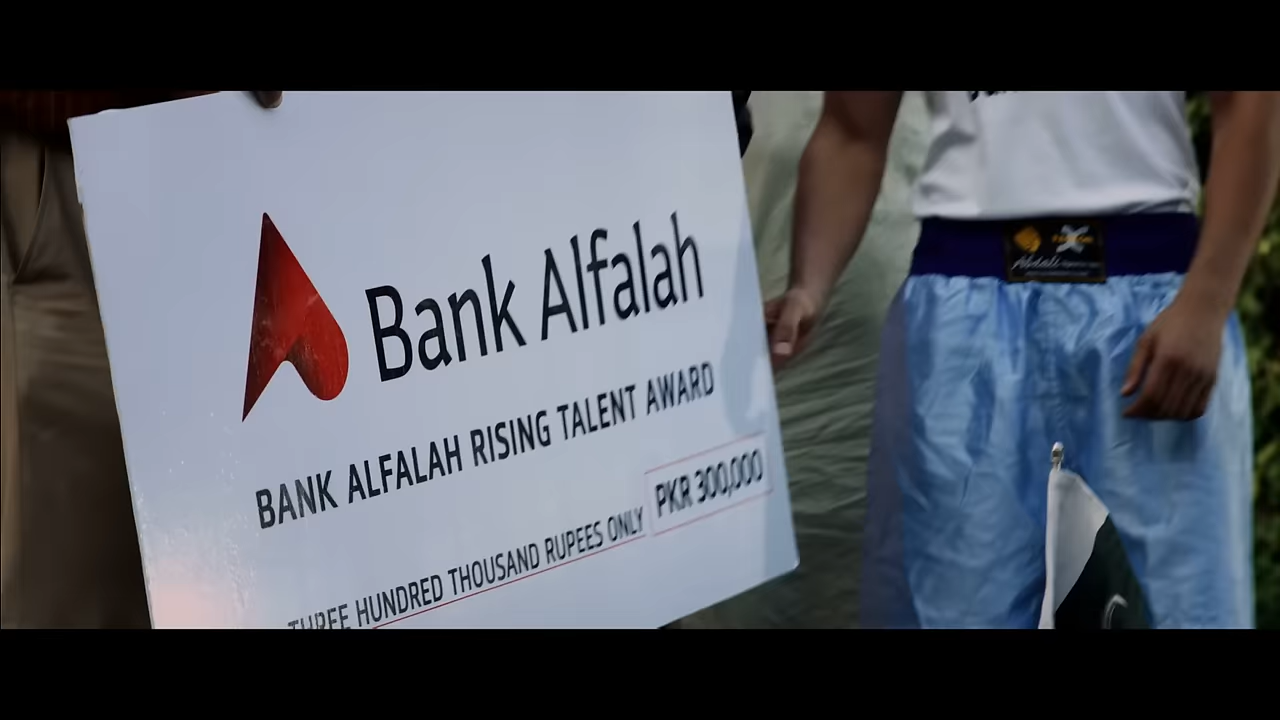 Bank Alfalah
BANK ALFALAH RISING TALENT AWARD
THREE HUNDRED THOUSAND RUPEES ONLY PKR 300,000